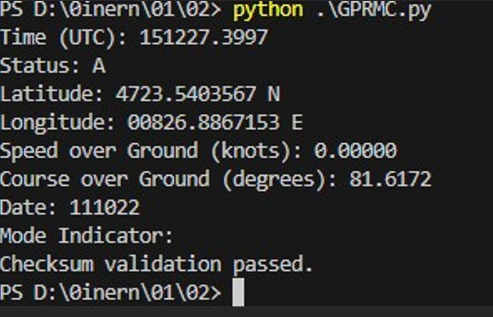 PS D:\0inern\01\02> python .\GPRMC.py
Time (UTC): 151227.3997
Status: A
Latitude: 4723.5403567 N
Longitude: 00826.8867153 E
Speed over Ground (knots): 0.00000
Course over Ground (degrees): 81.6172
Date: 111022
Mode Indicator:
Checksum validation passed.
PS D:\0inern\01\02>